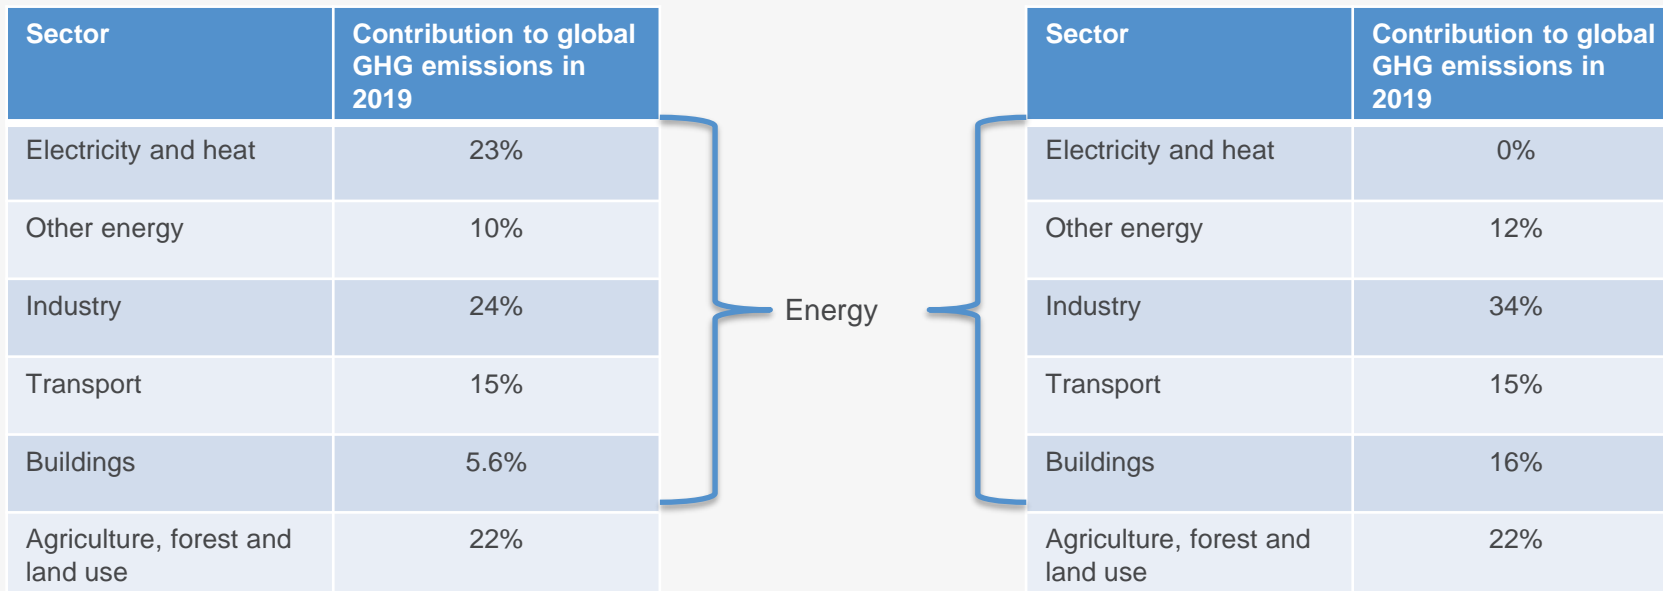 Sector
Contribution to global
GHG emissions in
2019
Electricity and heat
23%
Other energy
10%
Industry
24%
Transport
15%
Buildings
5.6%
Agriculture, forest and
land use
22%
Energy
Sector
Contribution to global
GHG emissions in
2019
Electricity and heat
0%
Other energy
12%
Industry
34%
Transport
15%
Buildings
16%
Agriculture, forest and
land use
22%